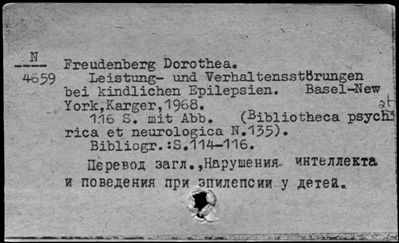 N
4659
Freudenberg Dorothea.
Leistung- und Verhaltensstörungen
bei kindlichen Epilepsien. Basel-New
York,Karger,1968.
116 S. mit Abb. (Bibliotheca psychiat
rica et neurologica N.135).
Bibliogr.:S.114-116.
Перевод загл.,Нарушения интеллекта
и поведения при эпилепсии у детей.